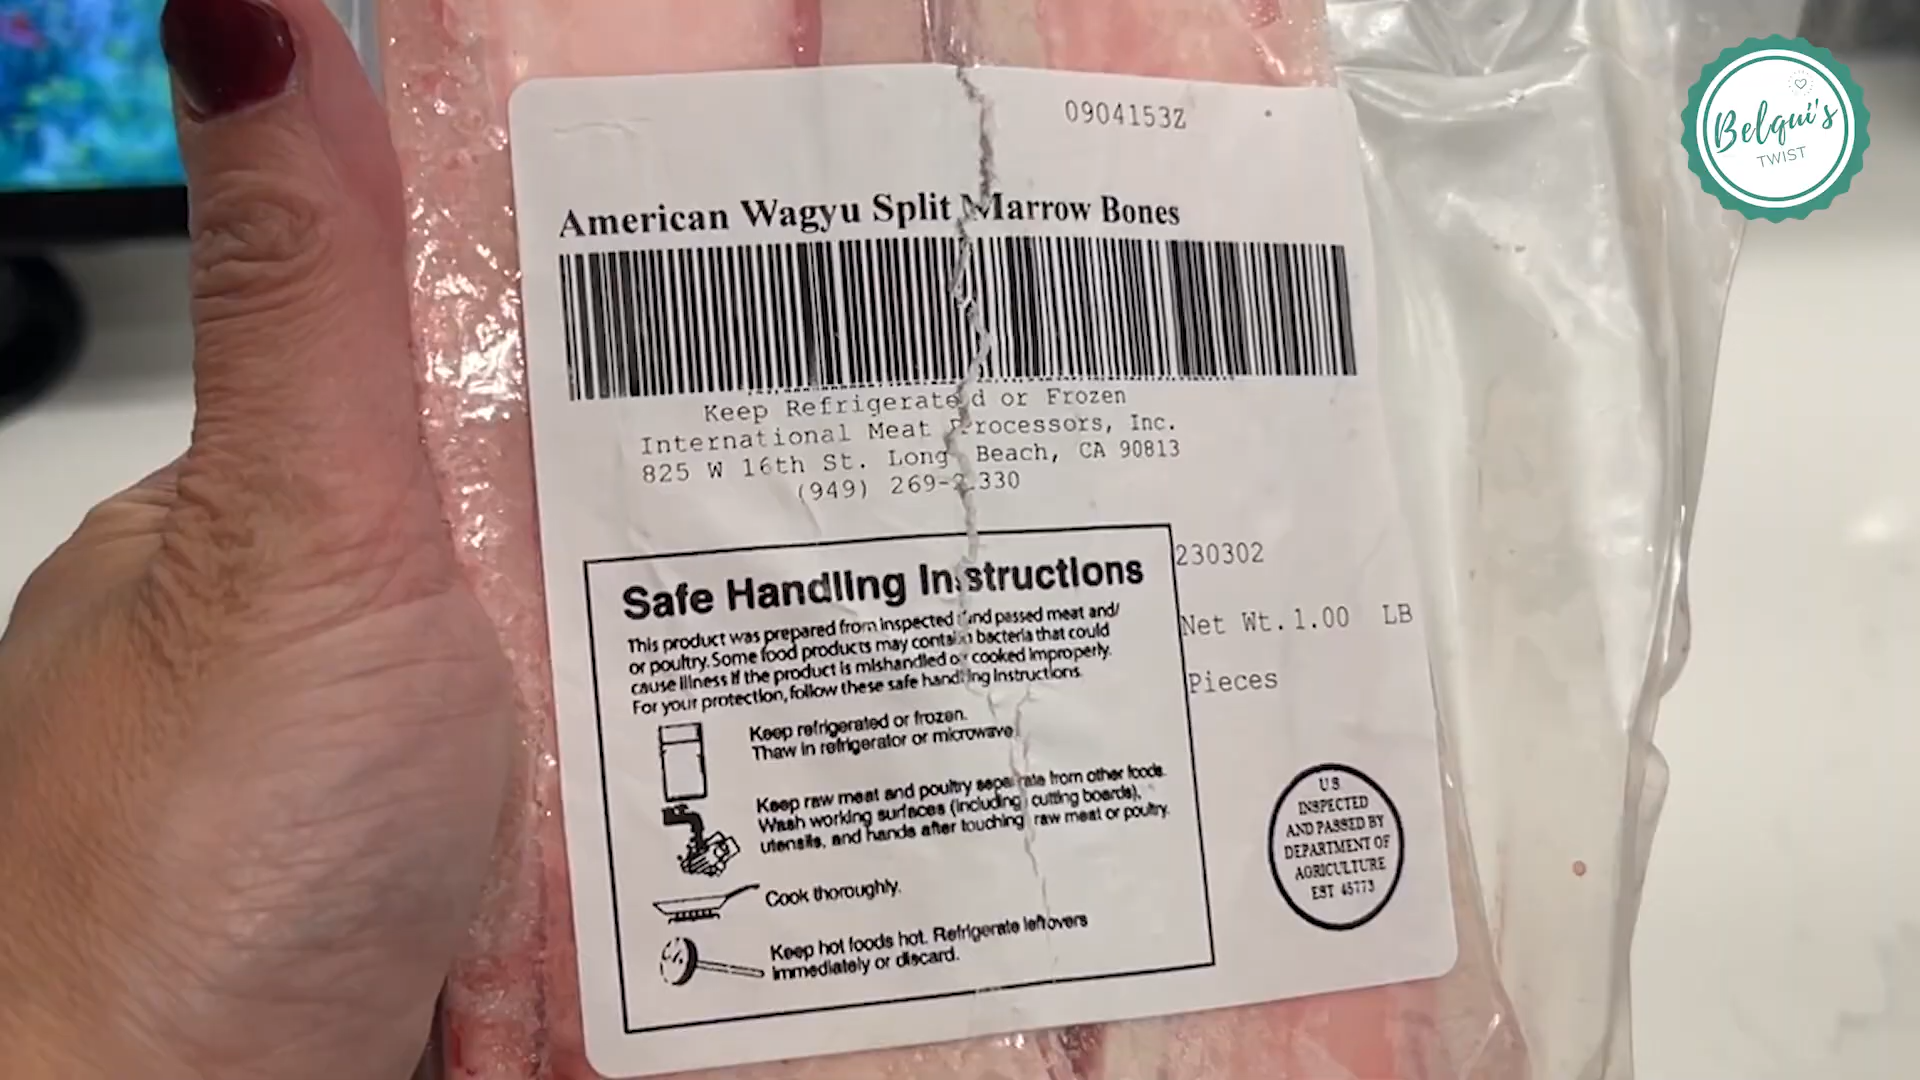 Belqui's
TWIST
0904153Z
American Wagyu Split Marrow Bones
Keep Refrigerated or Frozen
International Meat Processors, Inc.
825 W 16th St. Long Beach, CA 90813
(949) 269-2330
230302
Net Wt. 1.00 LB
Pieces
Safe Handling Instructions
This product was prepared from inspected and passed meat and/
or poultry. Some food products may contain bacteria that could
cause illness if the product is mishandled or cooked improperly.
For your protection, follow these safe handling instructions.
Keep refrigerated or frozen.
Thaw in refrigerator or microwave.
Keep raw meat and poultry separate from other foods.
Wash working surfaces (including cutting boards),
utensils, and hands after touching raw meat or poultry.
Cook thoroughly.
Keep hot foods hot. Refrigerate leftovers
immediately or discard.
U S
INSPECTED
AND PASSED BY
DEPARTMENT OF
AGRICULTURE
EST 45773